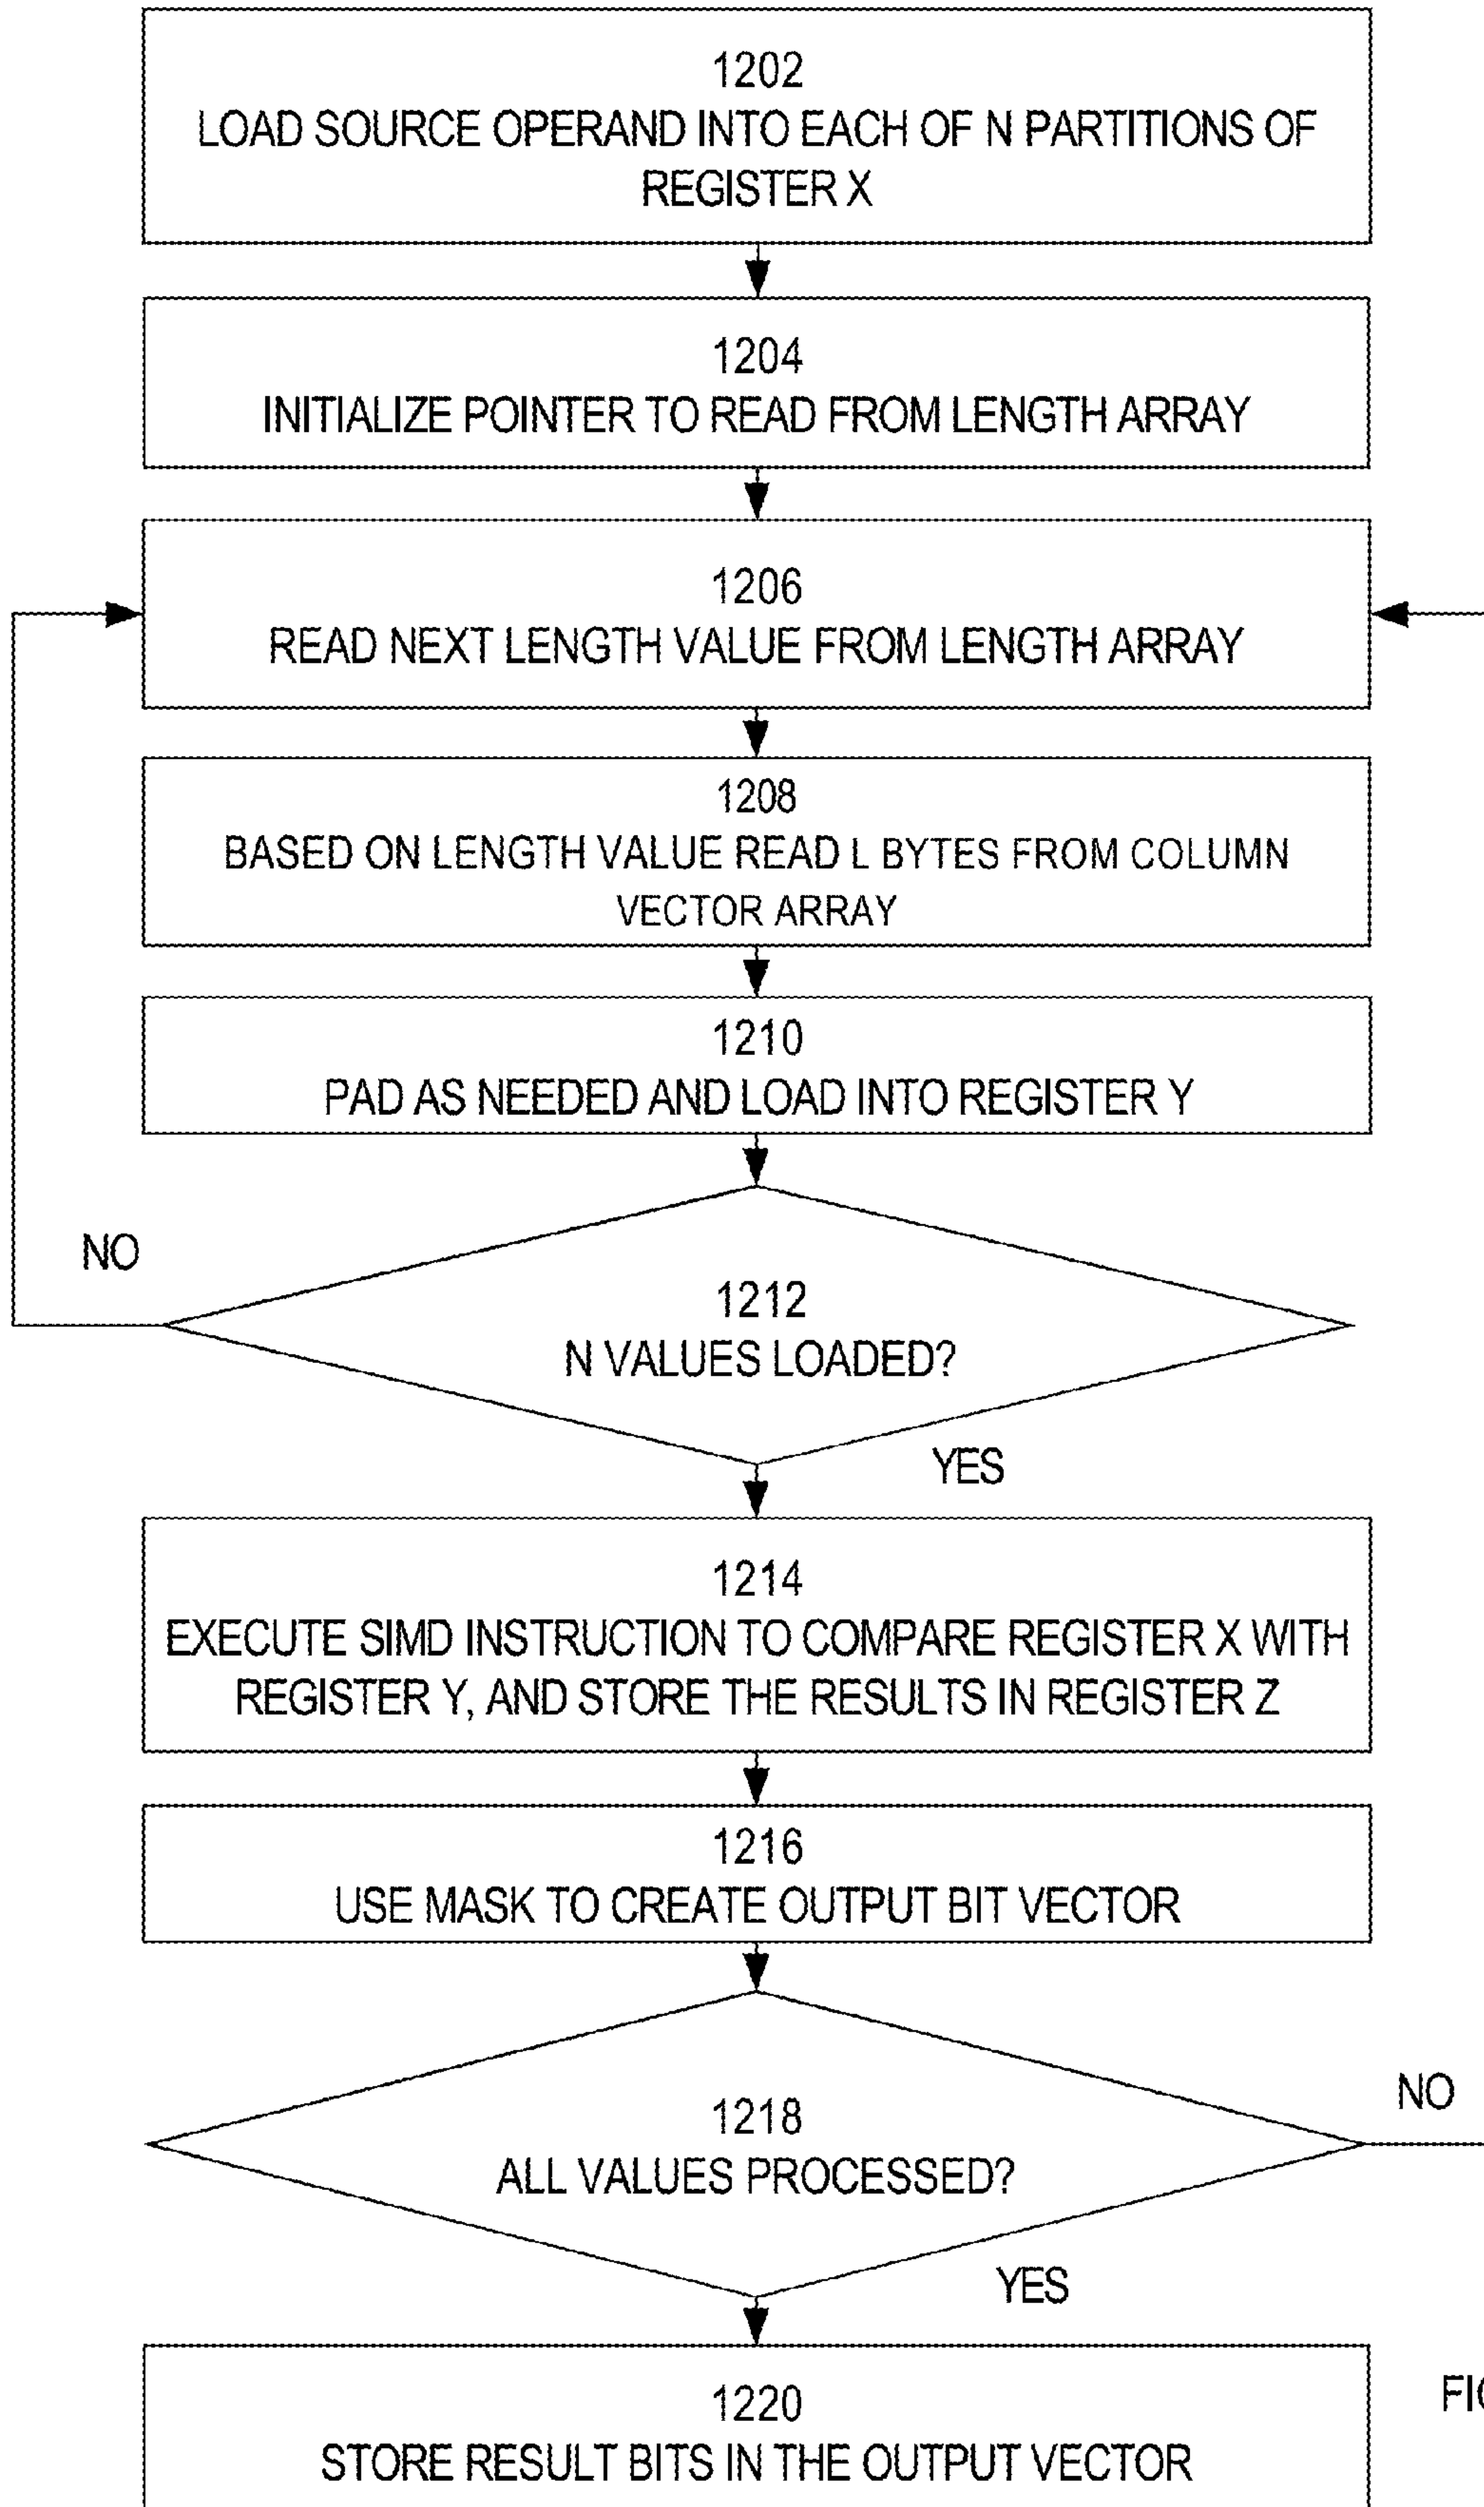 1202
LOAD SOURCE OPERAND INTO EACH OF N PARTITIONS OF
REGISTER X
1204
INITIALIZE POINTER TO READ FROM LENGTH ARRAY
1206
READ NEXT LENGTH VALUE FROM LENGTH ARRAY
1208
BASED ON LENGTH VALUE READ L BYTES FROM COLUMN
VECTOR ARRAY
1210
PAD AS NEEDED AND LOAD INTO REGISTER Y
NO
1212
N VALUES LOADED?
YES
1214
EXECUTE SIMD INSTRUCTION TO COMPARE REGISTER X WITH
REGISTER Y, AND STORE THE RESULTS IN REGISTER Z
1216
USE MASK TO CREATE OUTPUT BIT VECTOR
NO
1218
ALL VALUES PROCESSED?
YES
1220
STORE RESULT BITS IN THE OUTPUT VECTOR